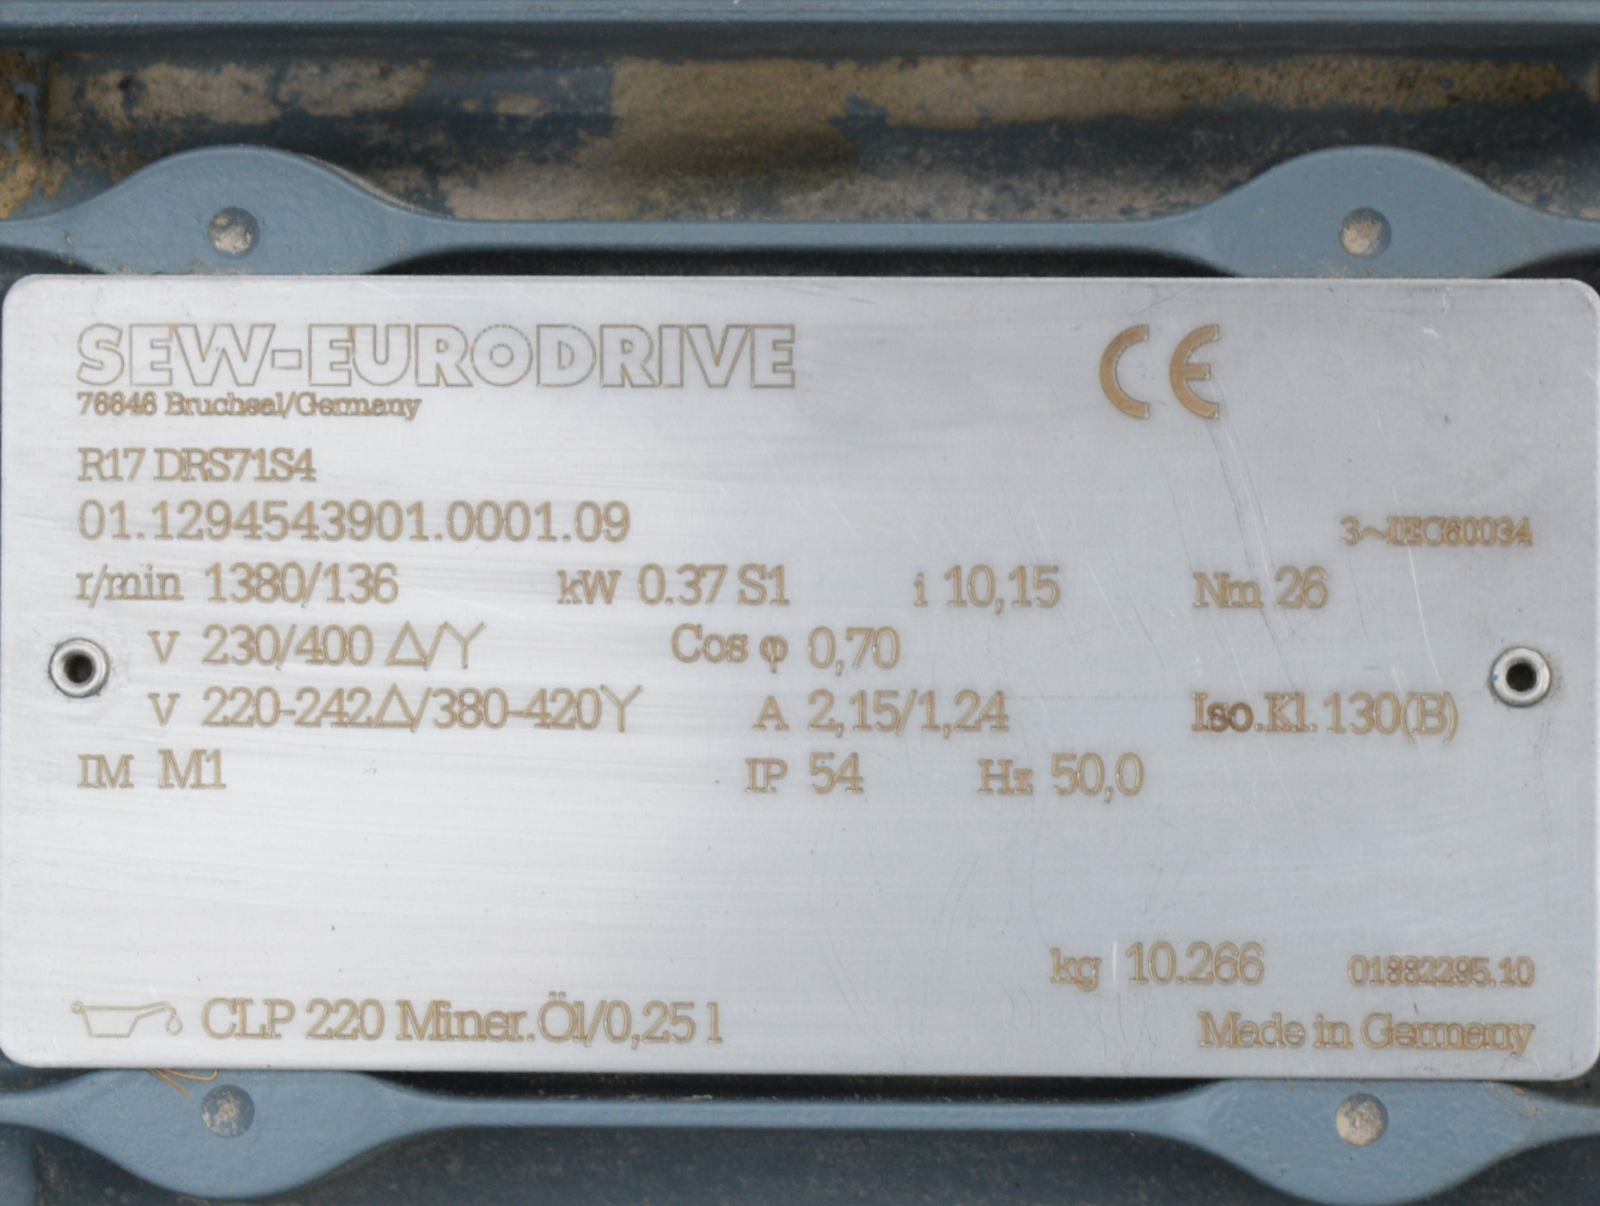 SEW-EURODRIVE
CE
76646 Bruchsal/Germany
R17 DRS71S4
01.1294543901.0001.09
3~IEC60034
r/min 1380/136 kW 0.37 S1 i 10,15 Nm 26
V 230/400 Δ/Y Cos φ 0,70
V 220-242Δ/380-420Y A 2,15/1,24 Iso.Kl. 130(B)
IM M1 IP 54 Hz 50,0
kg 10.266 01882295.10
CLP 220 Miner.Öl/0,25 l Made in Germany